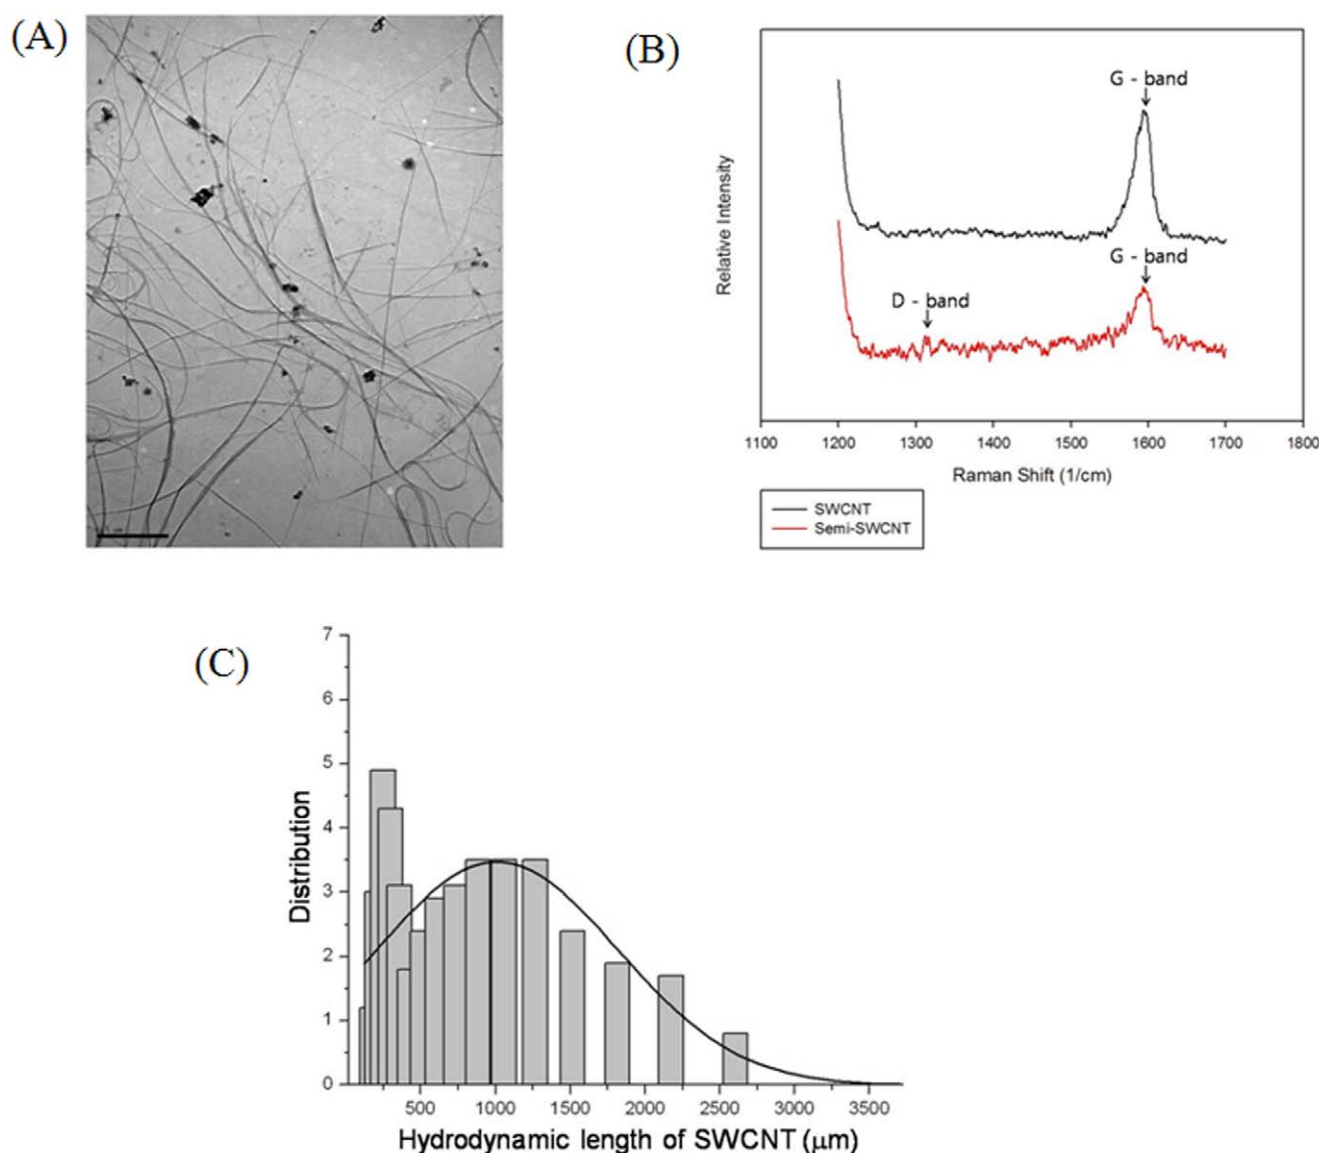 (A)
(B)
G - band
G - band
D - band
Relative Intensity
1100 1200 1300 1400 1500 1600 1700 1800
Raman Shift (1/cm)
SWCNT
Semi-SWCNT
(C)
7
6
5
4
3
2
1
0
Distribution
500 1000 1500 2000 2500 3000 3500
Hydrodynamic length of SWCNT (μm)